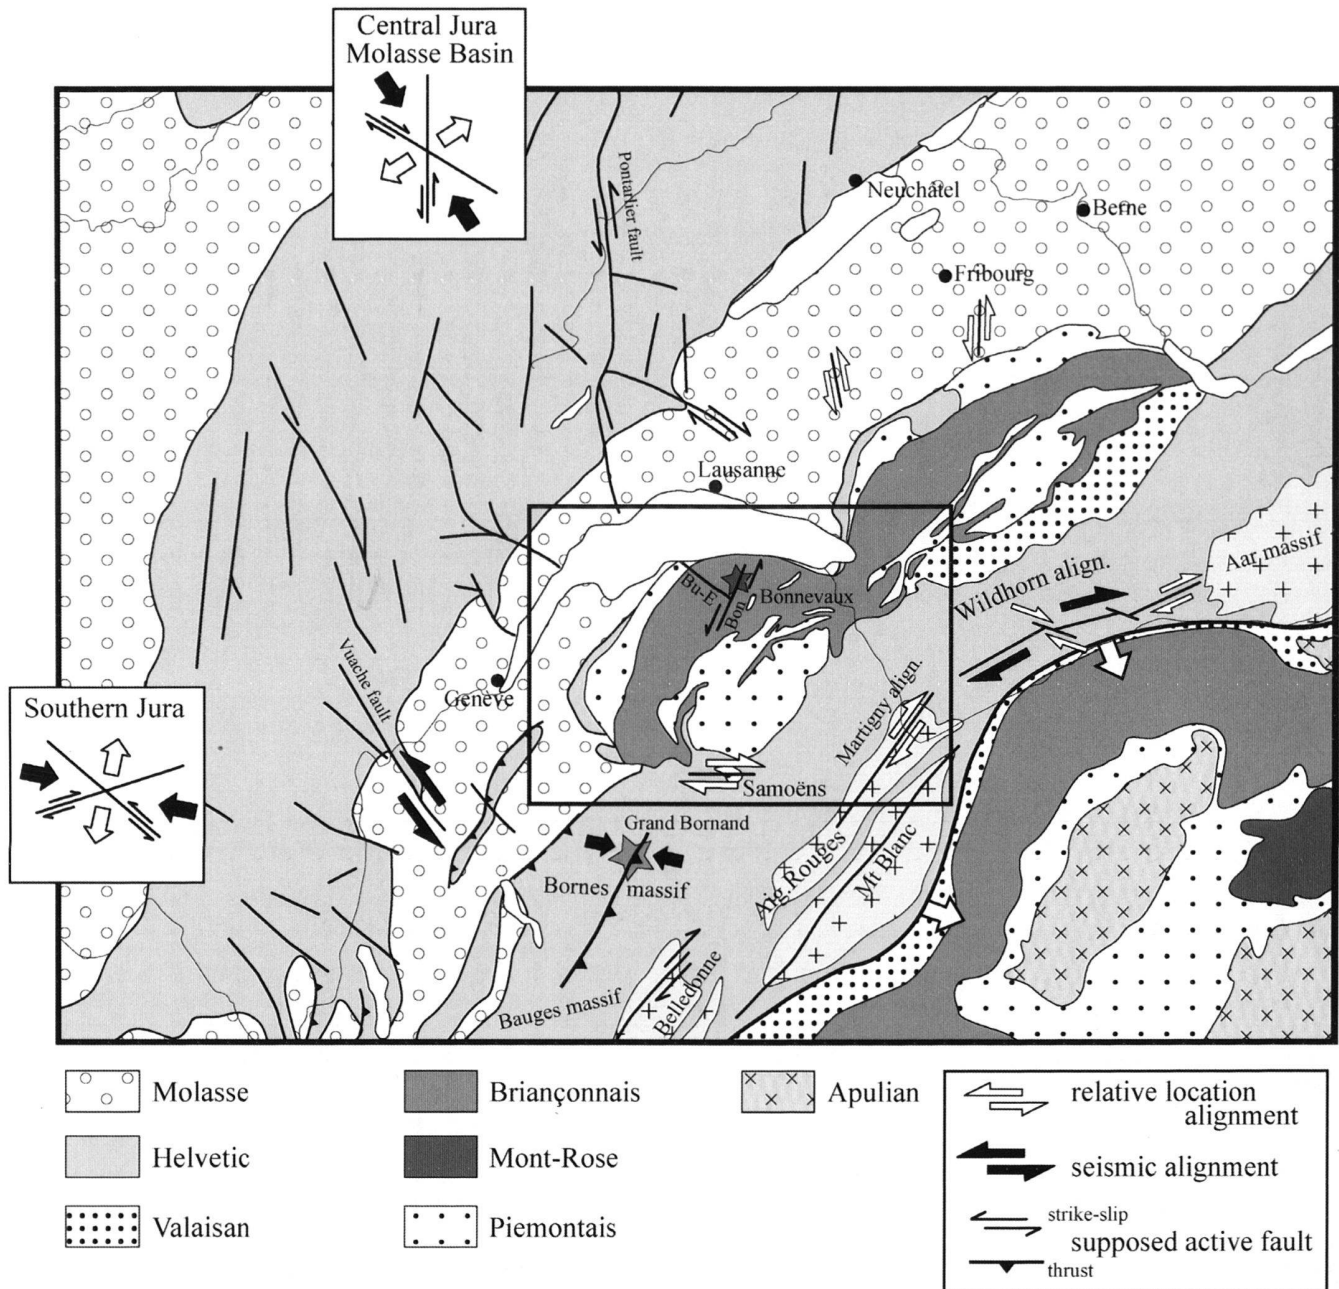 Central Jura
Molasse Basin
Pontarlier fault
Neuchâtel
Berne
Fribourg
Lausanne
Aar massif
Wildhorn align.
Bu-E
Bon
Bonnevaux
Vuache fault
Genève
Martigny align.
Southern Jura
Samoëns
Grand Bornand
Bornes massif
Aig.Rouges
Mt Blanc
Bauges massif
Belledonne
Molasse
Briançonnais
Apulian
Helvetic
Mont-Rose
Valaisan
Piemontais
relative location
alignment
seismic alignment
strike-slip
supposed active fault
thrust